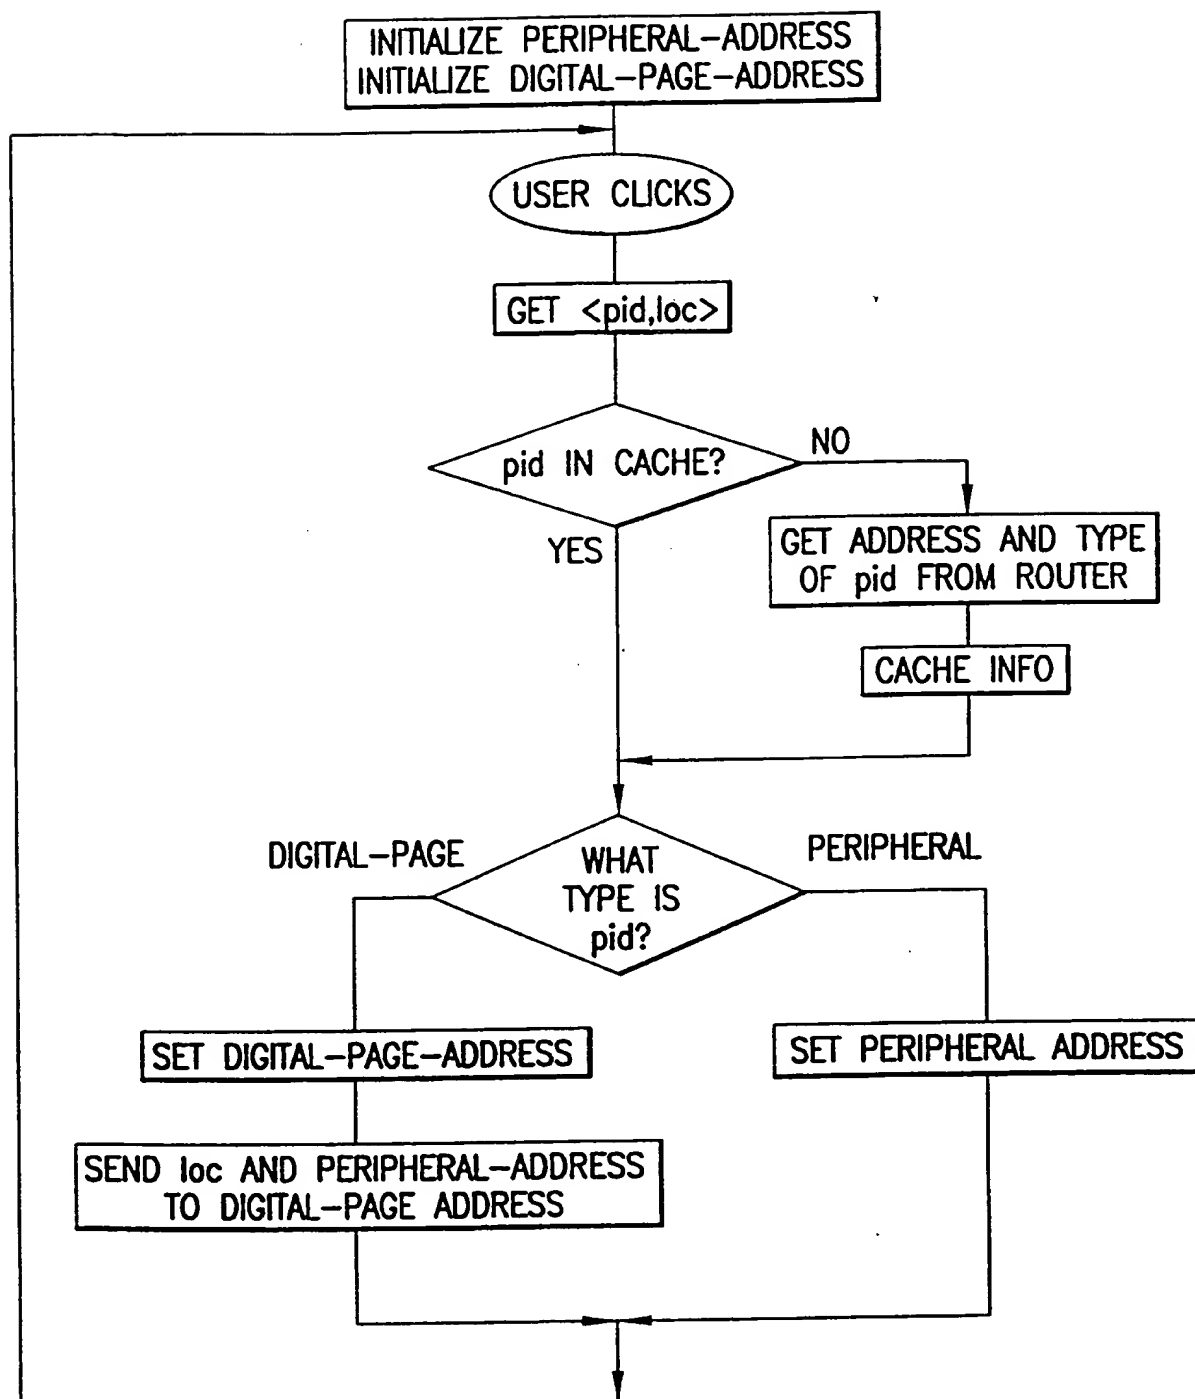 INITIALIZE PERIPHERAL-ADDRESS
INITIALIZE DIGITAL-PAGE-ADDRESS
USER CLICKS
GET <pid,loc>
pid IN CACHE?
NO
YES
GET ADDRESS AND TYPE
OF pid FROM ROUTER
CACHE INFO
DIGITAL-PAGE
WHAT
TYPE IS
pid?
PERIPHERAL
SET DIGITAL-PAGE-ADDRESS
SET PERIPHERAL ADDRESS
SEND loc AND PERIPHERAL-ADDRESS
TO DIGITAL-PAGE ADDRESS